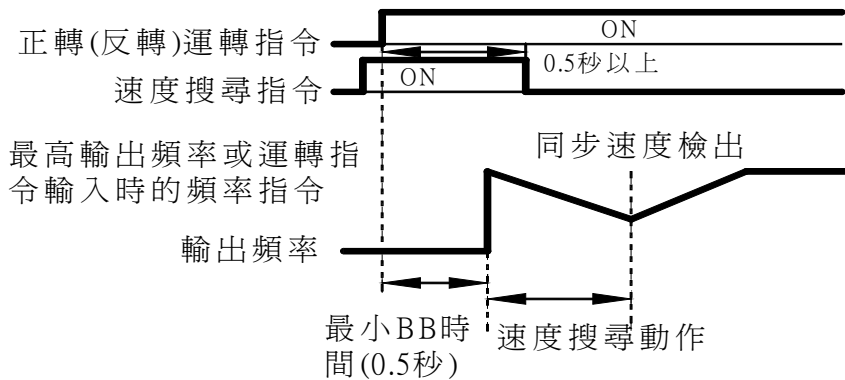 ON
正轉(反轉)運轉指令
0.5秒以上
ON
速度搜尋指令
同步速度檢出
最高輸出頻率或運轉指
令輸入時的頻率指令
輸出頻率
最小BB時
間(0.5秒)
速度搜尋動作